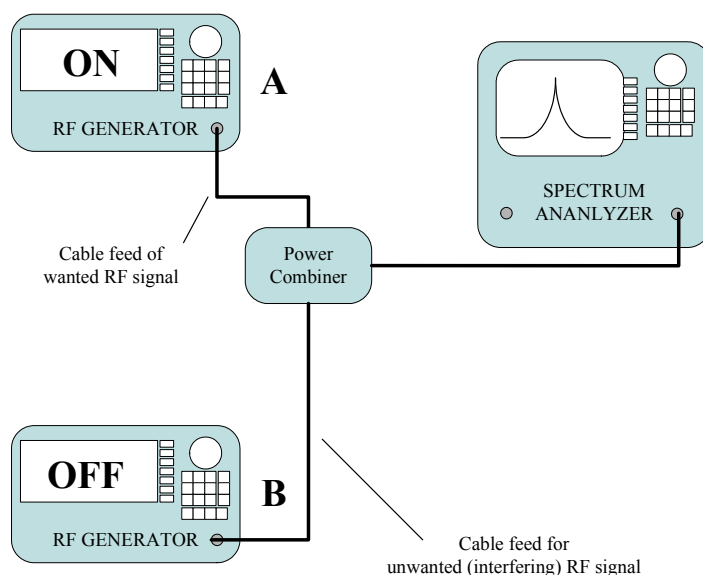 ON
A
RF GENERATOR
SPECTRUM
ANANLYZER
Cable feed of
wanted RF signal
Power
Combiner
OFF
B
RF GENERATOR
Cable feed for
unwanted (interfering) RF signal